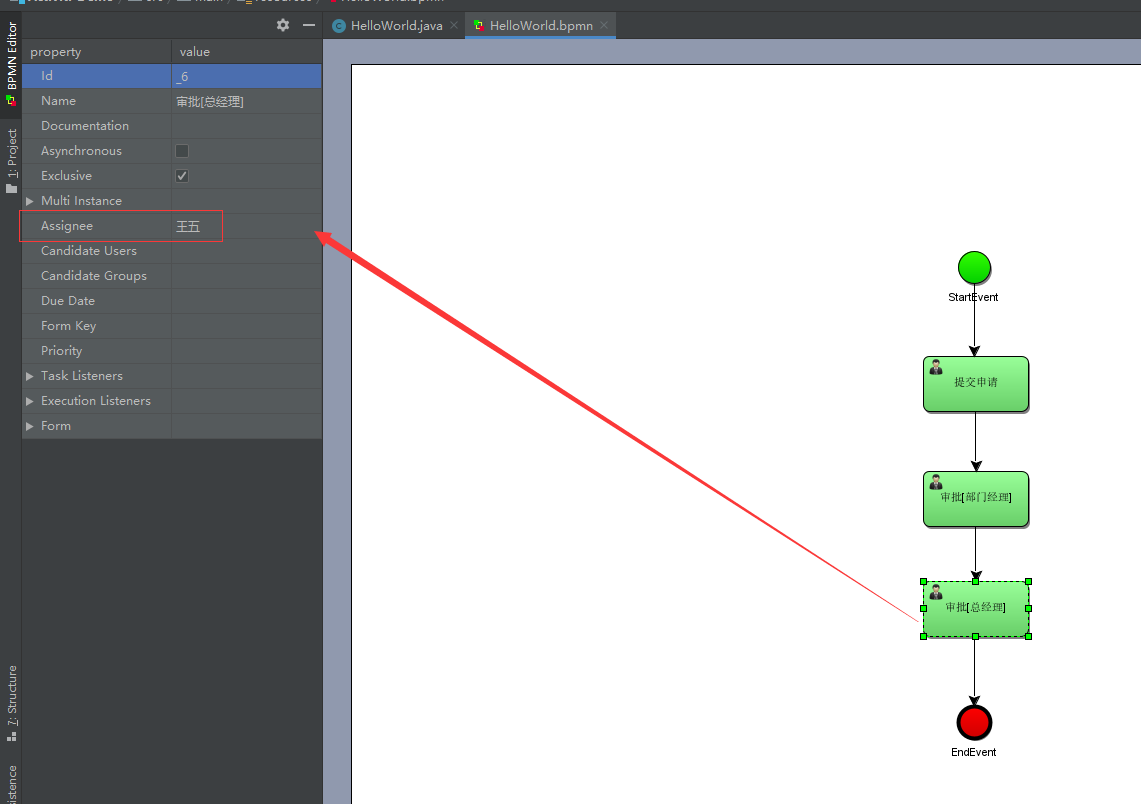 HelloWorld.java
HelloWorld.bpmn
BPMN Editor
1: Project
7: Structure
property value
Id _6
Name 审批[总经理]
Documentation
Asynchronous
Exclusive
Multi Instance
Assignee 王五
Candidate Users
Candidate Groups
Due Date
Form Key
Priority
Task Listeners
Execution Listeners
Form
StartEvent
提交申请
审批[部门经理]
审批[总经理]
EndEvent